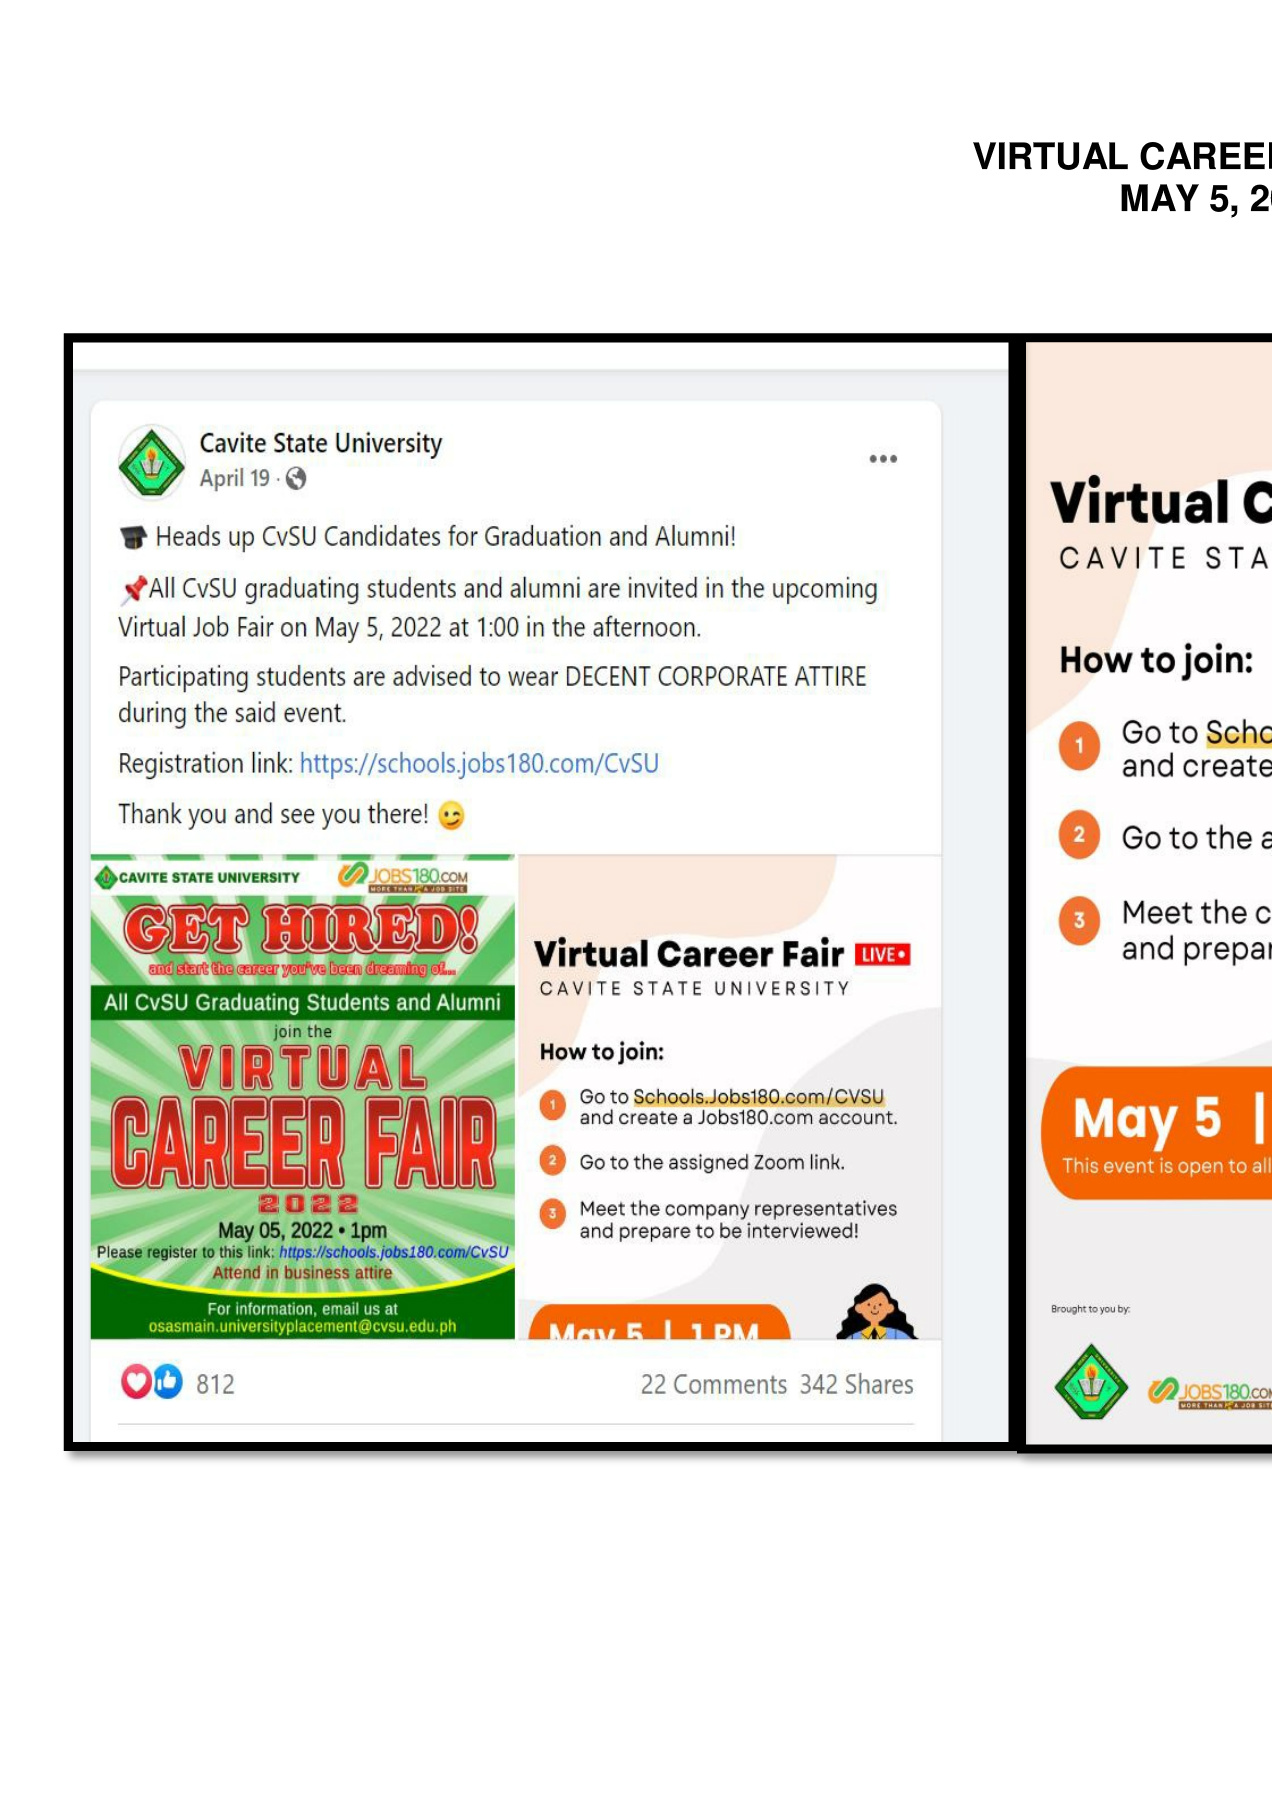 VIRTUAL CAREER
MAY 5, 20
Cavite State University
April 19 ·
Heads up CvSU Candidates for Graduation and Alumni!
All CvSU graduating students and alumni are invited in the upcoming
Virtual Job Fair on May 5, 2022 at 1:00 in the afternoon.
Participating students are advised to wear DECENT CORPORATE ATTIRE
during the said event.
Registration link: https://schools.jobs180.com/CvSU
Thank you and see you there! 😉
CAVITE STATE UNIVERSITY
JOBS180.COM
MORE THAN A JOB SITE
GET HIRED!
and start the career you've been dreaming of...
All CvSU Graduating Students and Alumni
join the
VIRTUAL
CAREER FAIR
2022
May 05, 2022 • 1pm
Please register to this link: https://schools.jobs180.com/CvSU
Attend in business attire
For information, email us at
osasmain.universityplacement@cvsu.edu.ph
Virtual Career Fair LIVE•
CAVITE STATE UNIVERSITY
How to join:
1 Go to Schools.Jobs180.com/CVSU
and create a Jobs180.com account.
2 Go to the assigned Zoom link.
3 Meet the company representatives
and prepare to be interviewed!
May 5 | 1 PM
812
22 Comments 342 Shares
Virtual C
CAVITE STA
How to join:
1 Go to Scho
and create
2 Go to the a
3 Meet the c
and prepar
May 5 |
This event is open to all
Brought to you by:
JOBS180.COM
MORE THAN A JOB SITE